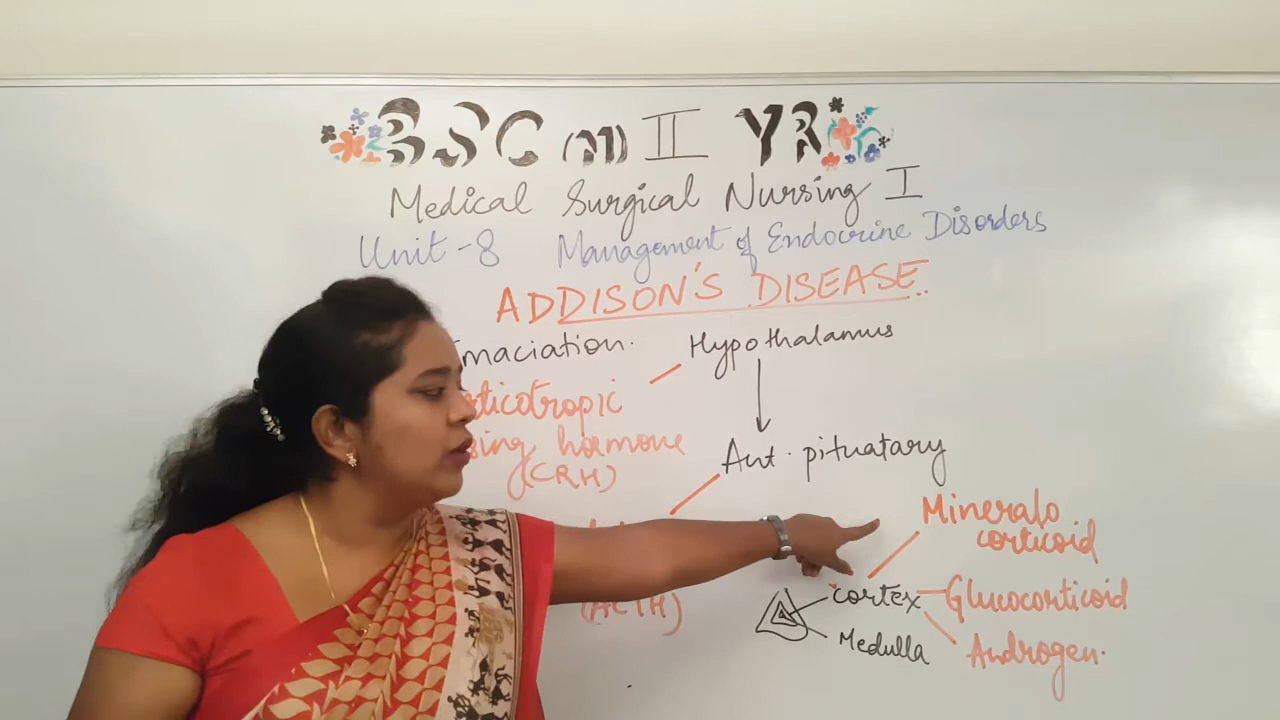 BSC (N) II YR
Medical Surgical Nursing I
Unit - 8 Management of Endocrine Disorders
ADDISON'S DISEASE..
maciation. Hypothalamus
ticotropic
sing hormone
(CRH)
Ant. pituatary
Mineralo
corticoid
(ACTH)
cortex Glucocorticoid
Medulla Androgen.